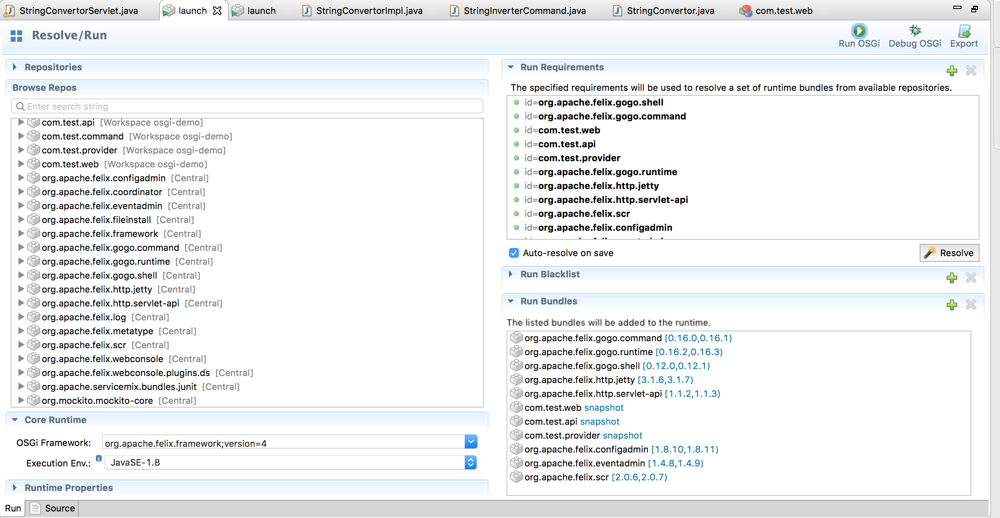 StringConvertorServlet.java
launch
launch
StringConvertorImpl.java
StringInverterCommand.java
StringConvertor.java
com.test.web
Resolve/Run
Run OSGi
Debug OSGi
Export
Repositories
Browse Repos
Enter search string
com.test.api [Workspace osgi-demo]
com.test.command [Workspace osgi-demo]
com.test.provider [Workspace osgi-demo]
com.test.web [Workspace osgi-demo]
org.apache.felix.configadmin [Central]
org.apache.felix.coordinator [Central]
org.apache.felix.eventadmin [Central]
org.apache.felix.fileinstall [Central]
org.apache.felix.framework [Central]
org.apache.felix.gogo.command [Central]
org.apache.felix.gogo.runtime [Central]
org.apache.felix.gogo.shell [Central]
org.apache.felix.http.jetty [Central]
org.apache.felix.http.servlet-api [Central]
org.apache.felix.log [Central]
org.apache.felix.metatype [Central]
org.apache.felix.scr [Central]
org.apache.felix.webconsole [Central]
org.apache.felix.webconsole.plugins.ds [Central]
org.apache.servicemix.bundles.junit [Central]
org.mockito.mockito-core [Central]
Core Runtime
OSGi Framework: org.apache.felix.framework;version=4
Execution Env.: JavaSE-1.8
Runtime Properties
Run Requirements
The specified requirements will be used to resolve a set of runtime bundles from available repositories.
id=org.apache.felix.gogo.shell
id=org.apache.felix.gogo.command
id=com.test.web
id=com.test.api
id=com.test.provider
id=org.apache.felix.gogo.runtime
id=org.apache.felix.http.jetty
id=org.apache.felix.http.servlet-api
id=org.apache.felix.scr
id=org.apache.felix.configadmin
Auto-resolve on save
Resolve
Run Blacklist
Run Bundles
The listed bundles will be added to the runtime.
org.apache.felix.gogo.command [0.16.0,0.16.1)
org.apache.felix.gogo.runtime [0.16.2,0.16.3)
org.apache.felix.gogo.shell [0.12.0,0.12.1)
org.apache.felix.http.jetty [3.1.6,3.1.7)
org.apache.felix.http.servlet-api [1.1.2,1.1.3)
com.test.web snapshot
com.test.api snapshot
com.test.provider snapshot
org.apache.felix.configadmin [1.8.10,1.8.11)
org.apache.felix.eventadmin [1.4.8,1.4.9)
org.apache.felix.scr [2.0.6,2.0.7)
Run
Source